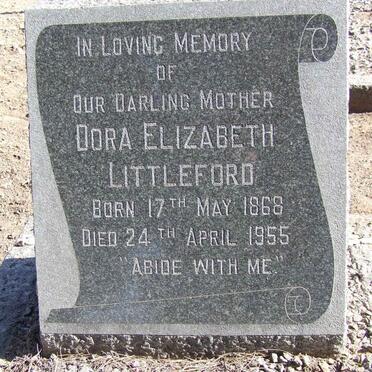 IN LOVING MEMORY
OF
OUR DARLING MOTHER
DORA ELIZABETH
LITTLEFORD
BORN 17TH MAY 1868
DIED 24TH APRIL 1955
"ABIDE WITH ME."